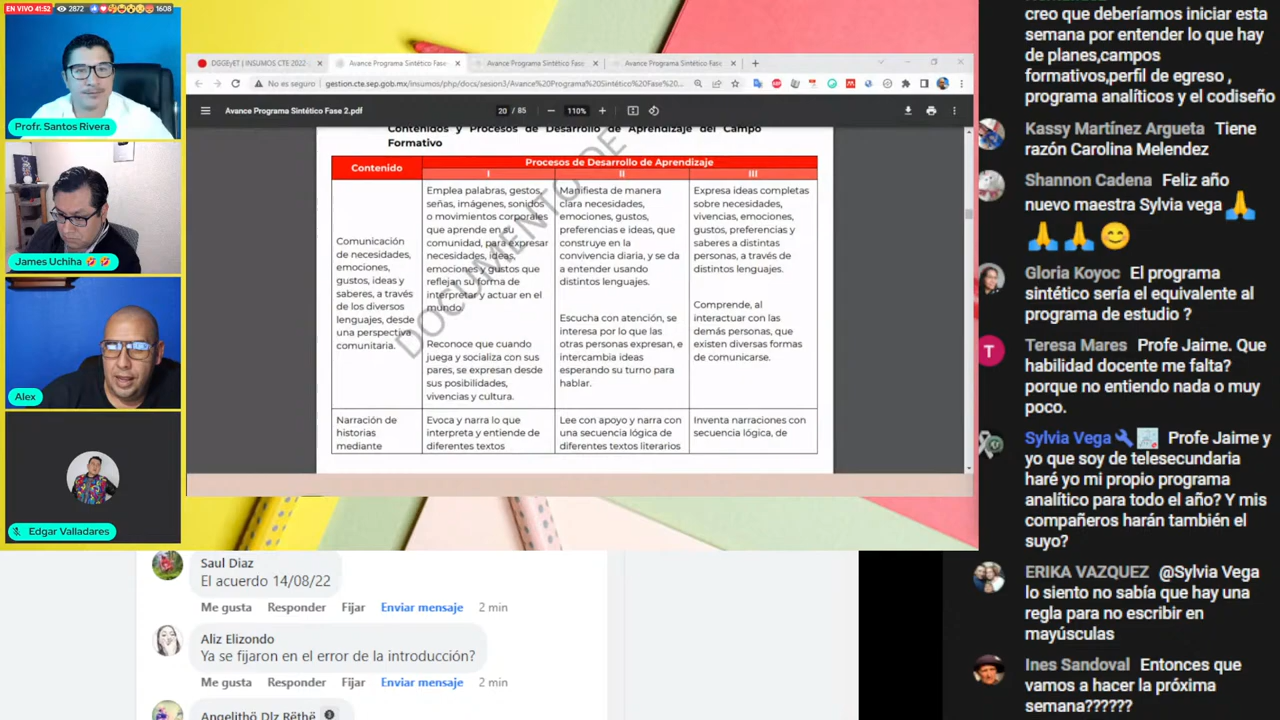 EN VIVO 41:52 2872 1608
Profr. Santos Rivera
James Uchiha
Alex
Edgar Valladares
DGGEyET | INSUMOS CTE 2022-
Avance Programa Sintético Fase
Avance Programa Sintético Fase
Avance Programa Sintético Fase
No es seguro gestion.cte.sep.gob.mx/insumos/php/docs/sesion3/Avance%20Programa%20Sintético%20Fase%20...
Avance Programa Sintético Fase 2.pdf
20 / 85
110%
Contenidos y Procesos de Desarrollo de Aprendizaje del Campo
Formativo
Contenido
Procesos de Desarrollo de Aprendizaje
I II III
Comunicación
de necesidades,
emociones,
gustos, ideas y
saberes, a través
de los diversos
lenguajes, desde
una perspectiva
comunitaria.
Emplea palabras, gestos,
señas, imágenes, sonidos
o movimientos corporales
que aprende en su
comunidad, para expresar
necesidades, ideas,
emociones y gustos que
reflejan su forma de
interpretar y actuar en el
mundo.
Reconoce que cuando
juega y socializa con sus
pares, se expresan desde
sus posibilidades,
vivencias y cultura.
Manifiesta de manera
clara necesidades,
emociones, gustos,
preferencias e ideas, que
construye en la
convivencia diaria, y se da
a entender usando
distintos lenguajes.
Escucha con atención, se
interesa por lo que las
otras personas expresan, e
intercambia ideas
esperando su turno para
hablar.
Expresa ideas completas
sobre necesidades,
vivencias, emociones,
gustos, preferencias y
saberes a distintas
personas, a través de
distintos lenguajes.
Comprende, al
interactuar con las
demás personas, que
existen diversas formas
de comunicarse.
Narración de
historias
mediante
Evoca y narra lo que
interpreta y entiende de
diferentes textos
Lee con apoyo y narra con
una secuencia lógica de
diferentes textos literarios
Inventa narraciones con
secuencia lógica, de
DOCUMENTO DE
Saul Diaz
El acuerdo 14/08/22
Me gusta Responder Fijar Enviar mensaje 2 min
Aliz Elizondo
Ya se fijaron en el error de la introducción?
Me gusta Responder Fijar Enviar mensaje 2 min
Angelithö Dlz Rëthë
creo que deberíamos iniciar esta
semana por entender lo que hay
de planes,campos
formativos,perfil de egreso ,
programa analíticos y el codiseño
Kassy Martínez Argueta Tiene
razón Carolina Melendez
Shannon Cadena Feliz año
nuevo maestra Sylvia vega 🙏
🙏🙏😊
Gloria Koyoc El programa
sintético sería el equivalente al
programa de estudio ?
T
Teresa Mares Profe Jaime. Que
habilidad docente me falta?
porque no entiendo nada o muy
poco.
Sylvia Vega Profe Jaime y
yo que soy de telesecundaria
haré yo mi propio programa
analítico para todo el año? Y mis
compañeros harán también el
suyo?
ERIKA VAZQUEZ @Sylvia Vega
lo siento no sabía que hay una
regla para no escribir en
mayúsculas
Ines Sandoval Entonces que
vamos a hacer la próxima
semana??????